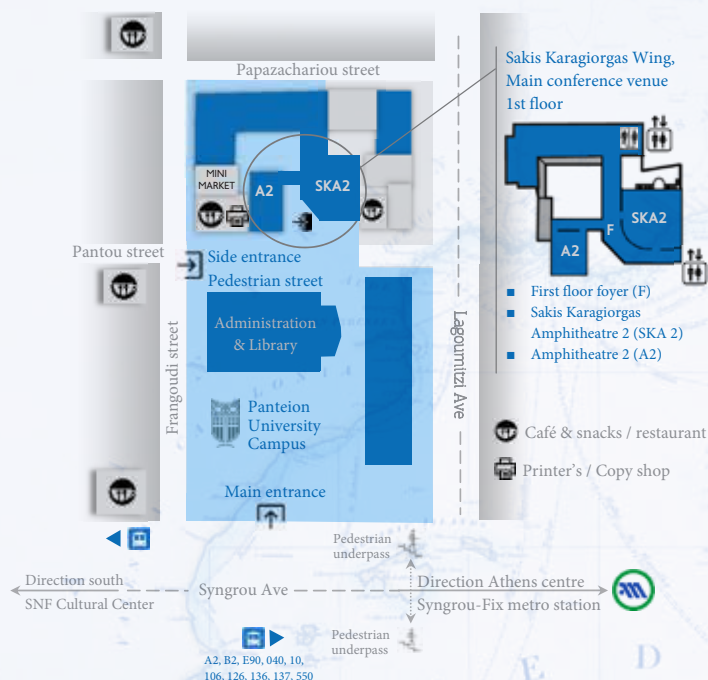 Papazachariou street
Sakis Karagiorgas Wing,
Main conference venue
1st floor
MINI
MARKET
A2
SKA2
SKA2
F
A2
Pantou street
Side entrance
Pedestrian street
First floor foyer (F)
Sakis Karagiorgas
Amphitheatre 2 (SKA 2)
Amphitheatre 2 (A2)
Administration
& Library
Frangoudi street
Lagoumitzi Ave
Panteion
University
Campus
Café & snacks / restaurant
Printer's / Copy shop
Main entrance
Pedestrian
underpass
Direction south
SNF Cultural Center
Syngrou Ave
Direction Athens centre
Syngrou-Fix metro station
Pedestrian
underpass
A2, B2, E90, 040, 10,
106, 126, 136, 137, 550
E
D